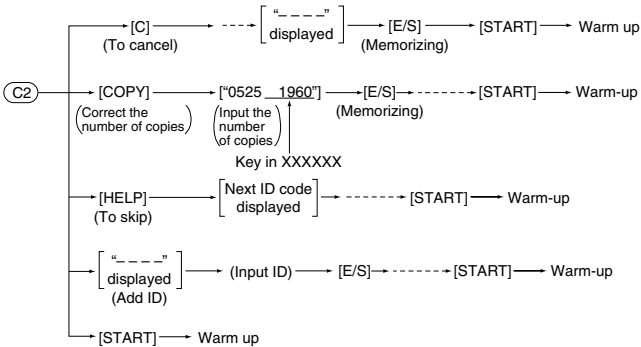 [C] [“_ _ _ _” displayed] [E/S] [START] Warm up
(To cancel) (Memorizing)
C2 [COPY] [“0525 1960”] [E/S] [START] Warm-up
(Correct the number of copies) (Input the number of copies) (Memorizing)
Key in XXXXXX
[HELP] [Next ID code displayed] [START] Warm-up
(To skip)
[“_ _ _ _” displayed (Add ID)] (Input ID) [E/S] [START] Warm-up
[START] Warm up